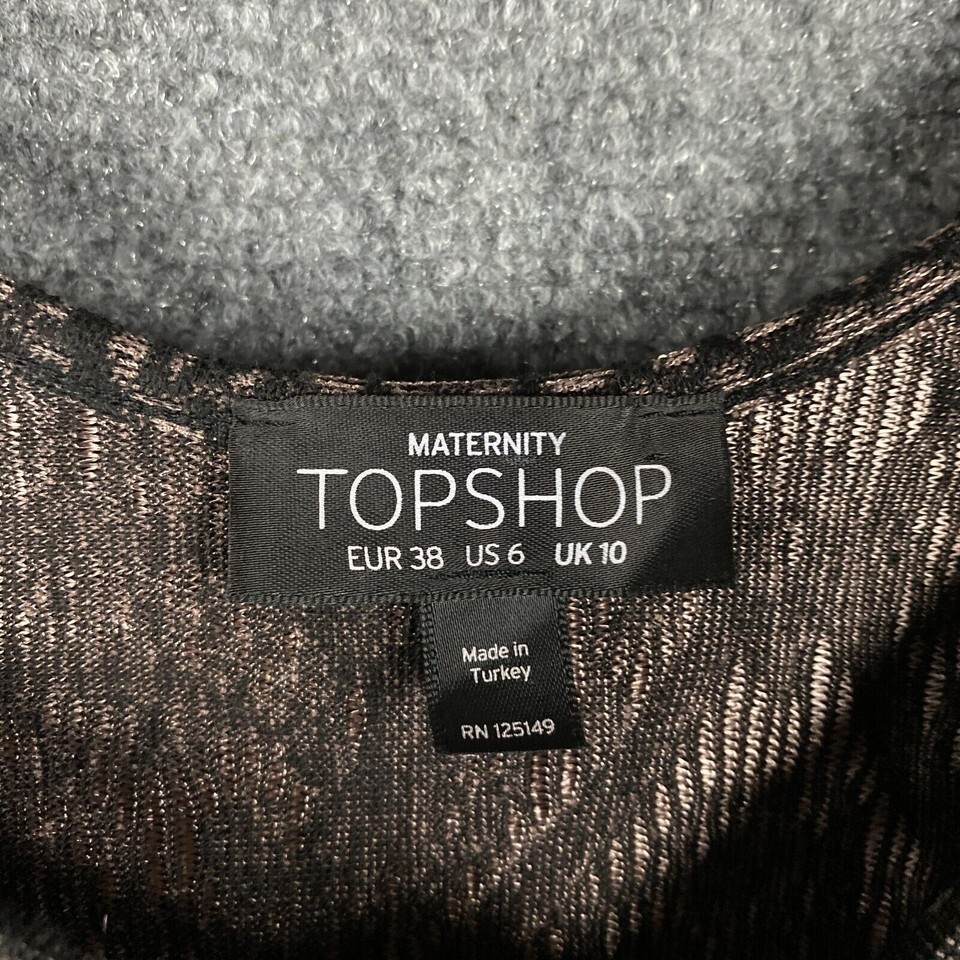 MATERNITY
TOPSHOP
EUR 38 US 6 UK 10
Made in
Turkey
RN 125149